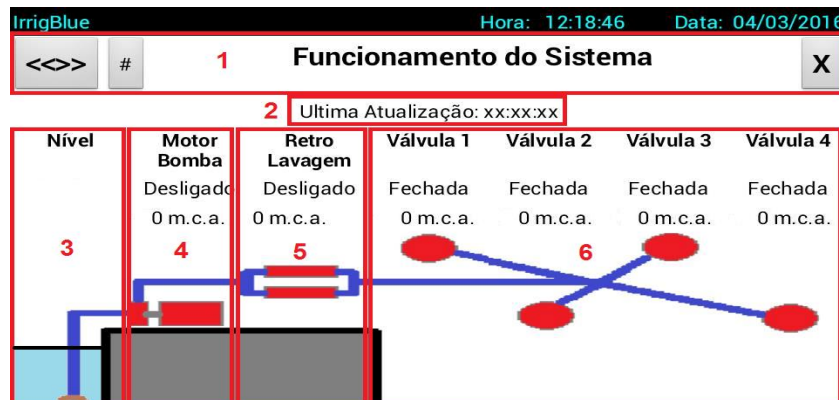 IrrigBlue Hora: 12:18:46 Data: 04/03/2016
<<>> # 1 Funcionamento do Sistema X
2 Ultima Atualização: xx:xx:xx
Nível Motor Retro Válvula 1 Válvula 2 Válvula 3 Válvula 4
Bomba Lavagem
Desligado Desligado Fechada Fechada Fechada Fechada
0 m.c.a. 0 m.c.a. 0 m.c.a. 0 m.c.a. 0 m.c.a. 0 m.c.a.
3 4 5 6